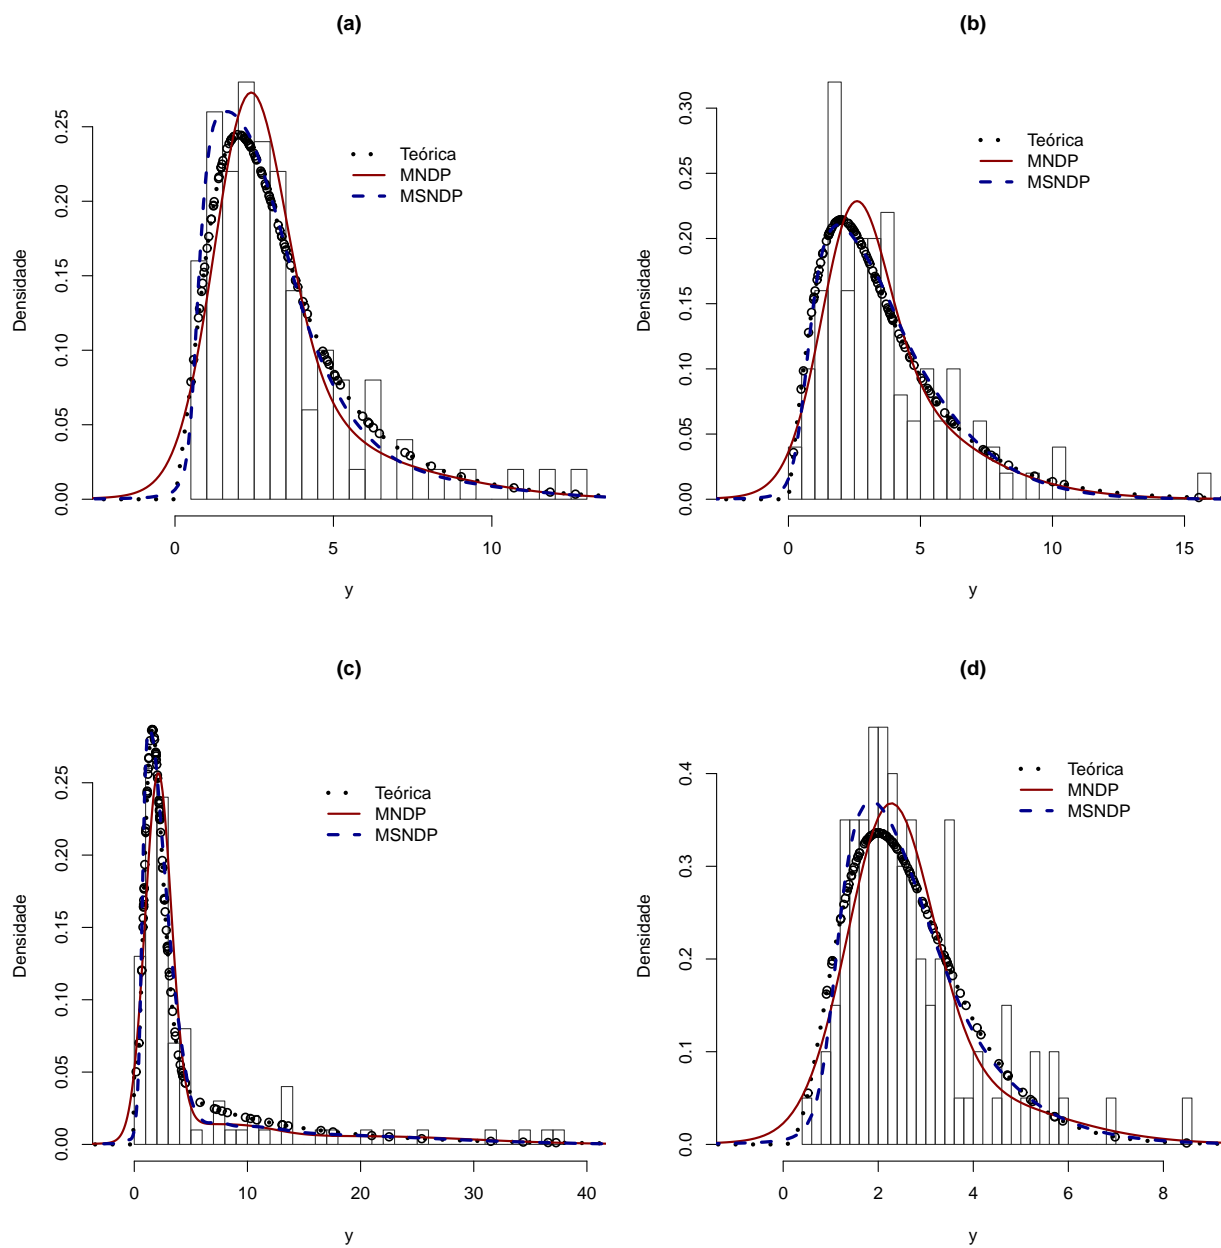 (a)
0.00 0.05 0.10 0.15 0.20 0.25
Densidade
Teórica
MNDP
MSNDP
0 5 10
y
(b)
0.00 0.05 0.10 0.15 0.20 0.25 0.30
Densidade
Teórica
MNDP
MSNDP
0 5 10 15
y
(c)
0.00 0.05 0.10 0.15 0.20 0.25
Densidade
Teórica
MNDP
MSNDP
0 10 20 30 40
y
(d)
0.0 0.1 0.2 0.3 0.4
Densidade
Teórica
MNDP
MSNDP
0 2 4 6 8
y